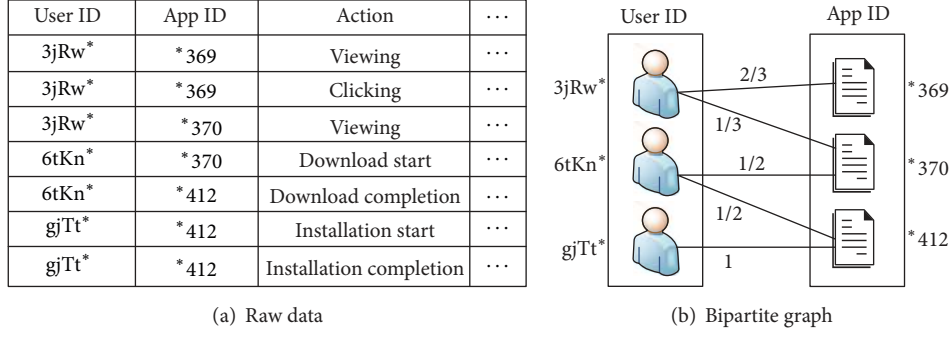 User ID App ID Action ...
3jRw* *369 Viewing ...
3jRw* *369 Clicking ...
3jRw* *370 Viewing ...
6tKn* *370 Download start ...
6tKn* *412 Download completion ...
gjTt* *412 Installation start ...
gjTt* *412 Installation completion ...
(a) Raw data
User ID App ID
3jRw* 2/3 *369
1/3
6tKn* 1/2 *370
1/2
gjTt* 1 *412
(b) Bipartite graph